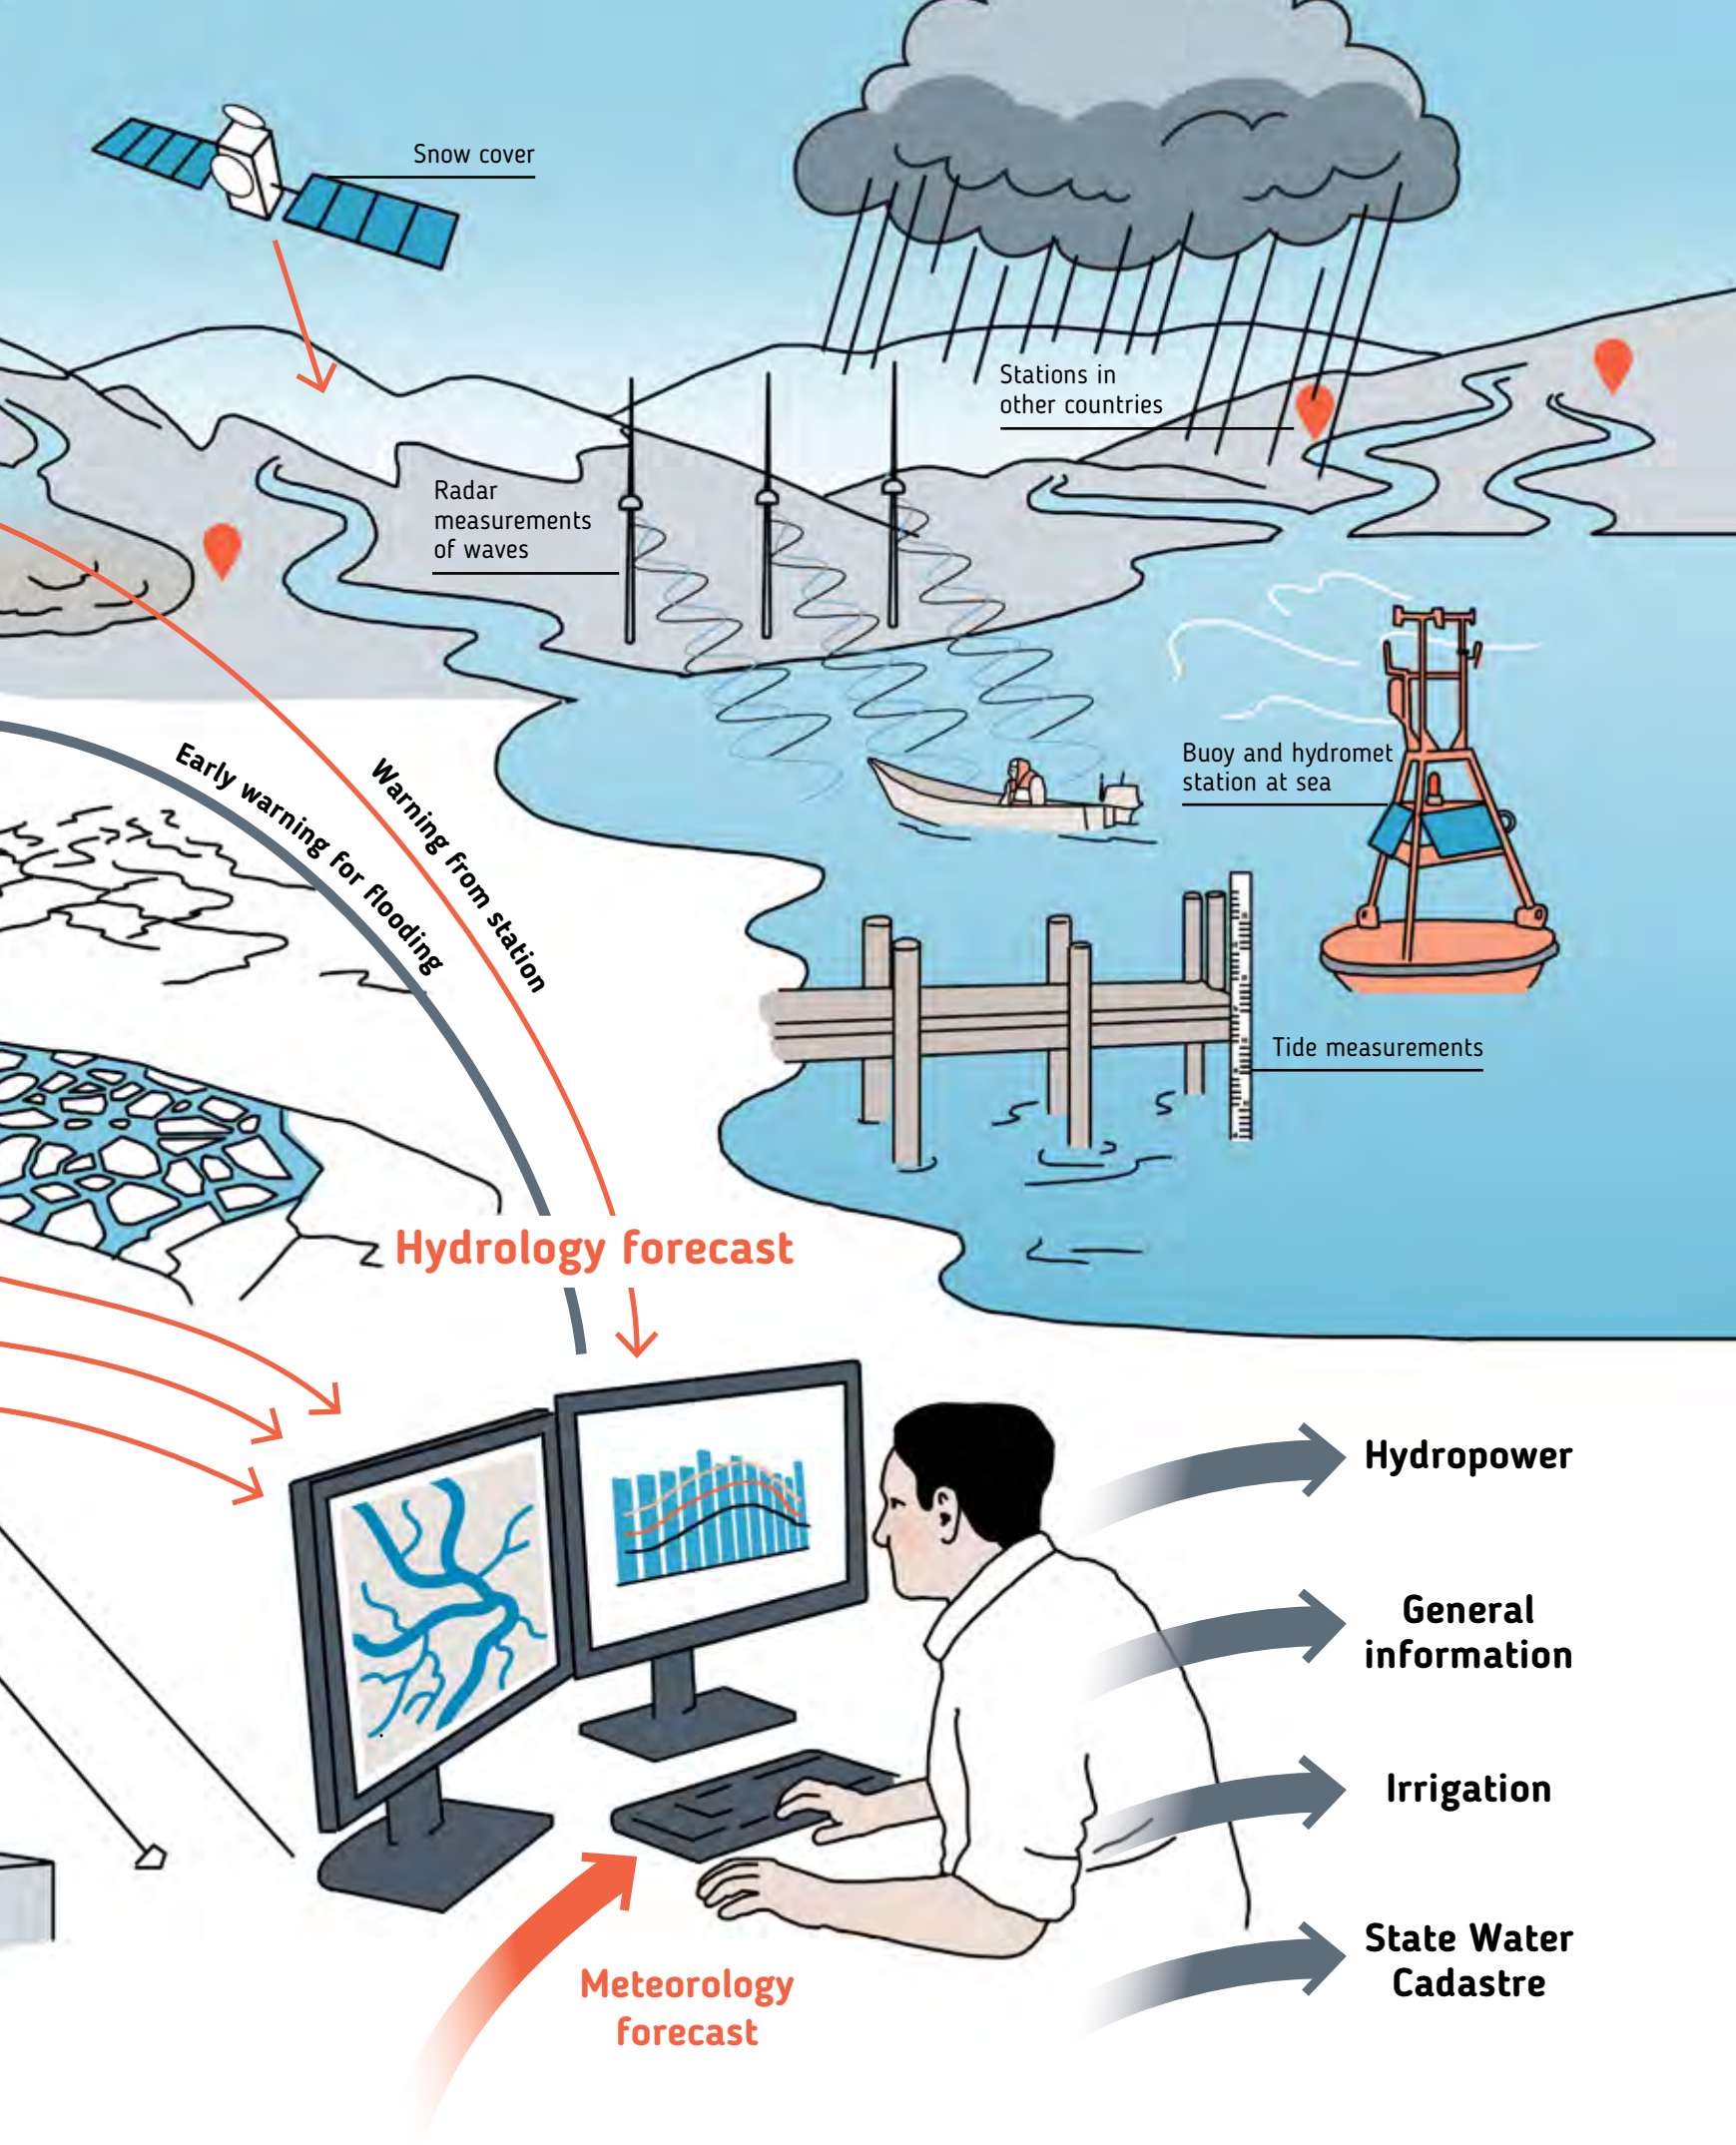 Snow cover
Stations in
other countries
Radar
measurements
of waves
Buoy and hydromet
station at sea
Early warning for flooding
Warning from station
Tide measurements
Hydrology forecast
Hydropower
General
information
Irrigation
State Water
Cadastre
Meteorology
forecast